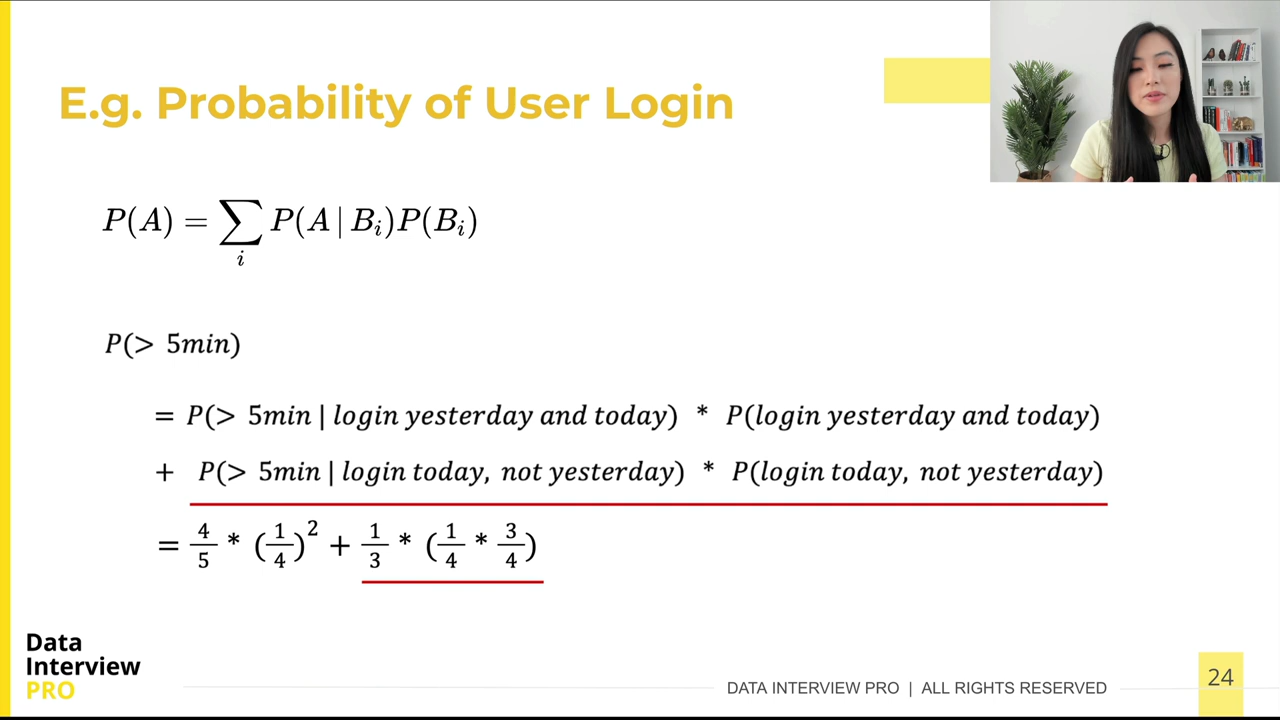 E.g. Probability of User Login
P(A) = ∑_i P(A | B_i)P(B_i)
P(> 5min)
= P(> 5min | login yesterday and today) * P(login yesterday and today)
+ P(> 5min | login today, not yesterday) * P(login today, not yesterday)
= 4/5 * (1/4)^2 + 1/3 * (1/4 * 3/4)
Data
Interview
PRO
DATA INTERVIEW PRO | ALL RIGHTS RESERVED
24